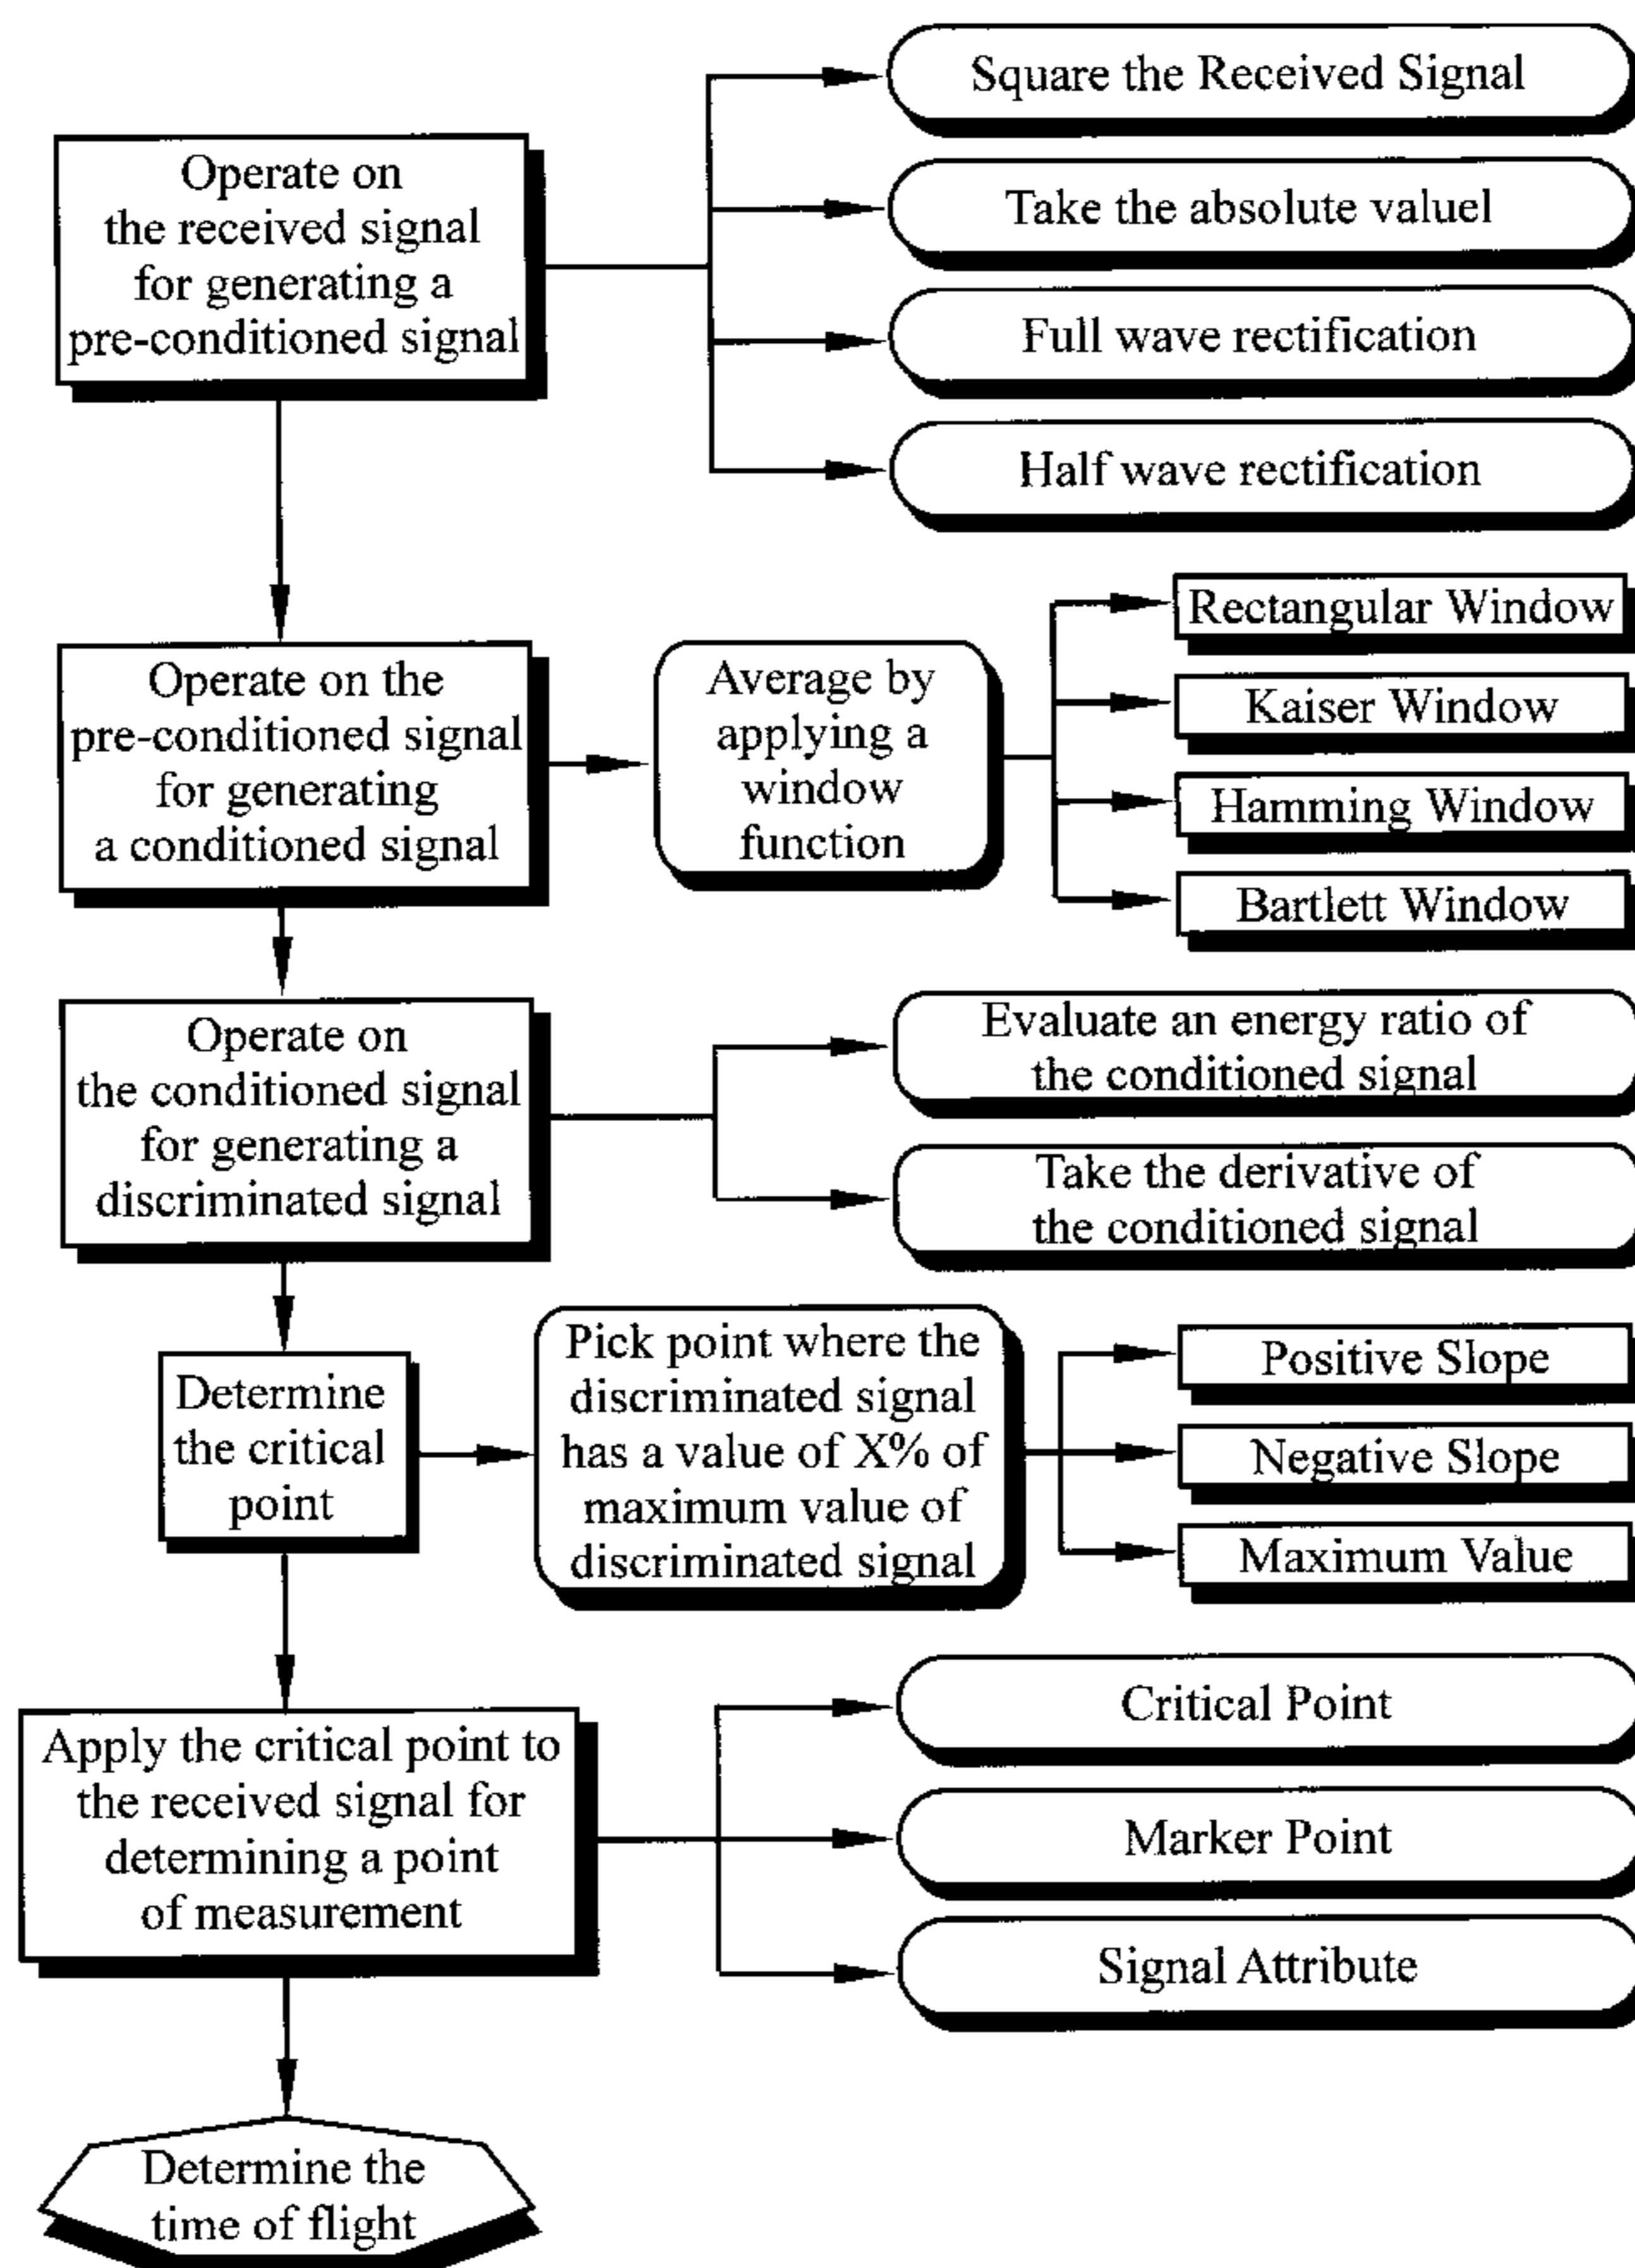 Operate on
the received signal
for generating a
pre-conditioned signal
Square the Received Signal
Take the absolute valuel
Full wave rectification
Half wave rectification
Operate on the
pre-conditioned signal
for generating
a conditioned signal
Average by
applying a
window
function
Rectangular Window
Kaiser Window
Hamming Window
Bartlett Window
Operate on
the conditioned signal
for generating a
discriminated signal
Evaluate an energy ratio of
the conditioned signal
Take the derivative of
the conditioned signal
Determine
the critical
point
Pick point where the
discriminated signal
has a value of X% of
maximum value of
discriminated signal
Positive Slope
Negative Slope
Maximum Value
Apply the critical point to
the received signal for
determining a point
of measurement
Critical Point
Marker Point
Signal Attribute
Determine the
time of flight